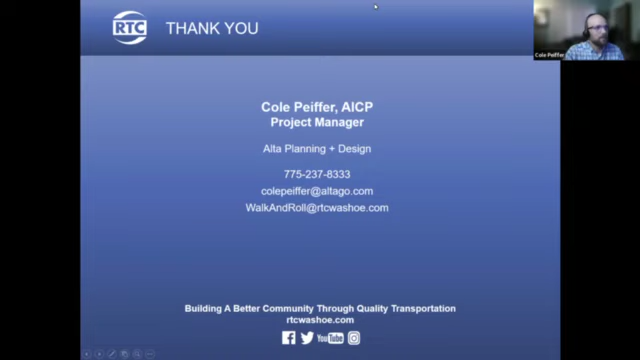 RTC
THANK YOU
Cole Peiffer
Cole Peiffer, AICP
Project Manager
Alta Planning + Design
775-237-8333
colepeiffer@altago.com
WalkAndRoll@rtcwashoe.com
Building A Better Community Through Quality Transportation
rtcwashoe.com
YouTube